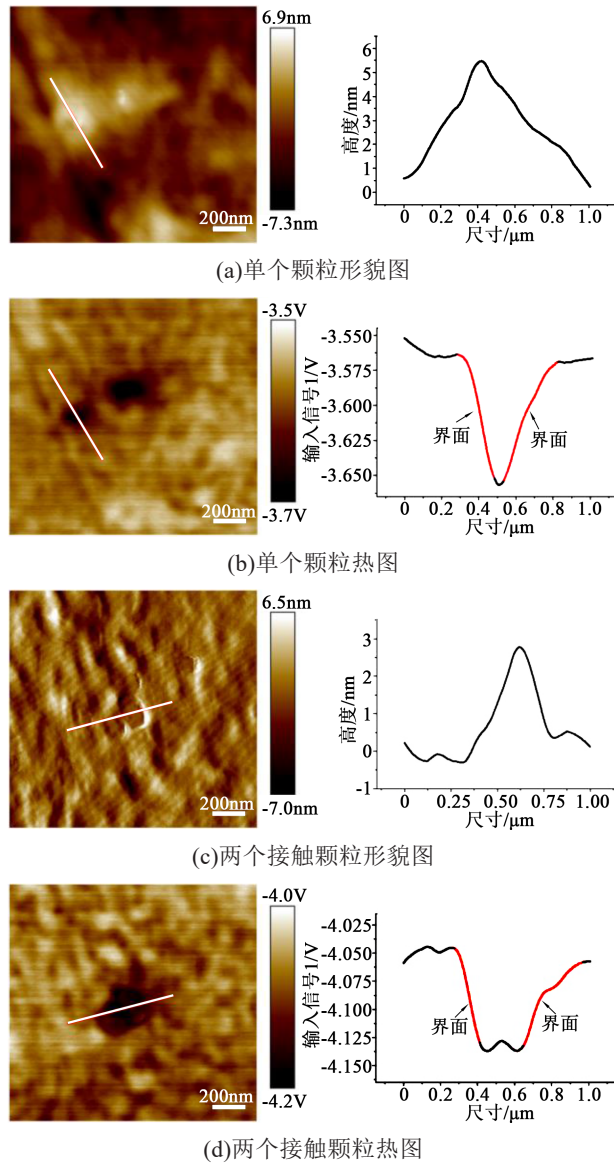 6.9nm
-7.3nm
200nm
高度/nm
6
5
4
3
2
1
0
0 0.2 0.4 0.6 0.8 1.0
尺寸/μm
(a)单个颗粒形貌图
-3.5V
-3.7V
200nm
输入信号1/V
-3.550
-3.575
-3.600
-3.625
-3.650
界面
界面
0 0.2 0.4 0.6 0.8 1.0
尺寸/μm
(b)单个颗粒热图
6.5nm
-7.0nm
200nm
高度/nm
3
2
1
0
-1
0 0.25 0.50 0.75 1.00
尺寸/μm
(c)两个接触颗粒形貌图
-4.0V
-4.2V
200nm
输入信号1/V
-4.025
-4.050
-4.075
-4.100
-4.125
-4.150
界面
界面
0 0.2 0.4 0.6 0.8 1.0
尺寸/μm
(d)两个接触颗粒热图